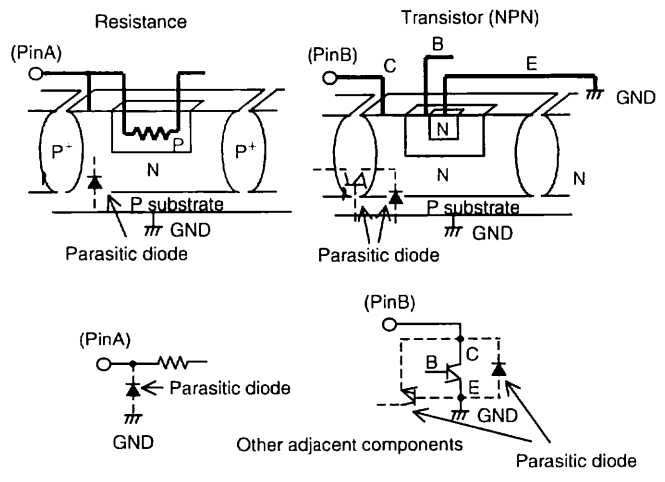 Resistance
(PinA)
P+
P
P+
N
P substrate
GND
Parasitic diode
Transistor (NPN)
(PinB)
C
B
E
GND
N
N
N
P substrate
GND
Parasitic diode
(PinA)
Parasitic diode
GND
(PinB)
C
B
E
GND
Other adjacent components
Parasitic diode